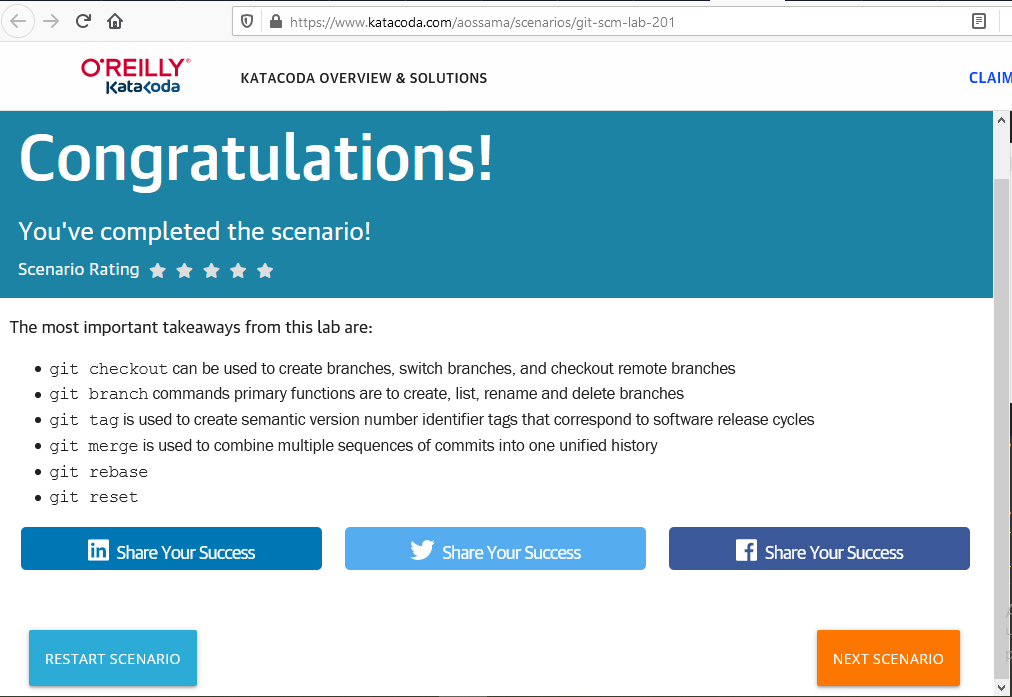 https://www.katacoda.com/aossama/scenarios/git-scm-lab-201
O'REILLY®
Katacoda
KATACODA OVERVIEW & SOLUTIONS
CLAIM
Congratulations!
You've completed the scenario!
Scenario Rating
The most important takeaways from this lab are:
git checkout can be used to create branches, switch branches, and checkout remote branches
git branch commands primary functions are to create, list, rename and delete branches
git tag is used to create semantic version number identifier tags that correspond to software release cycles
git merge is used to combine multiple sequences of commits into one unified history
git rebase
git reset
Share Your Success
Share Your Success
Share Your Success
RESTART SCENARIO
NEXT SCENARIO